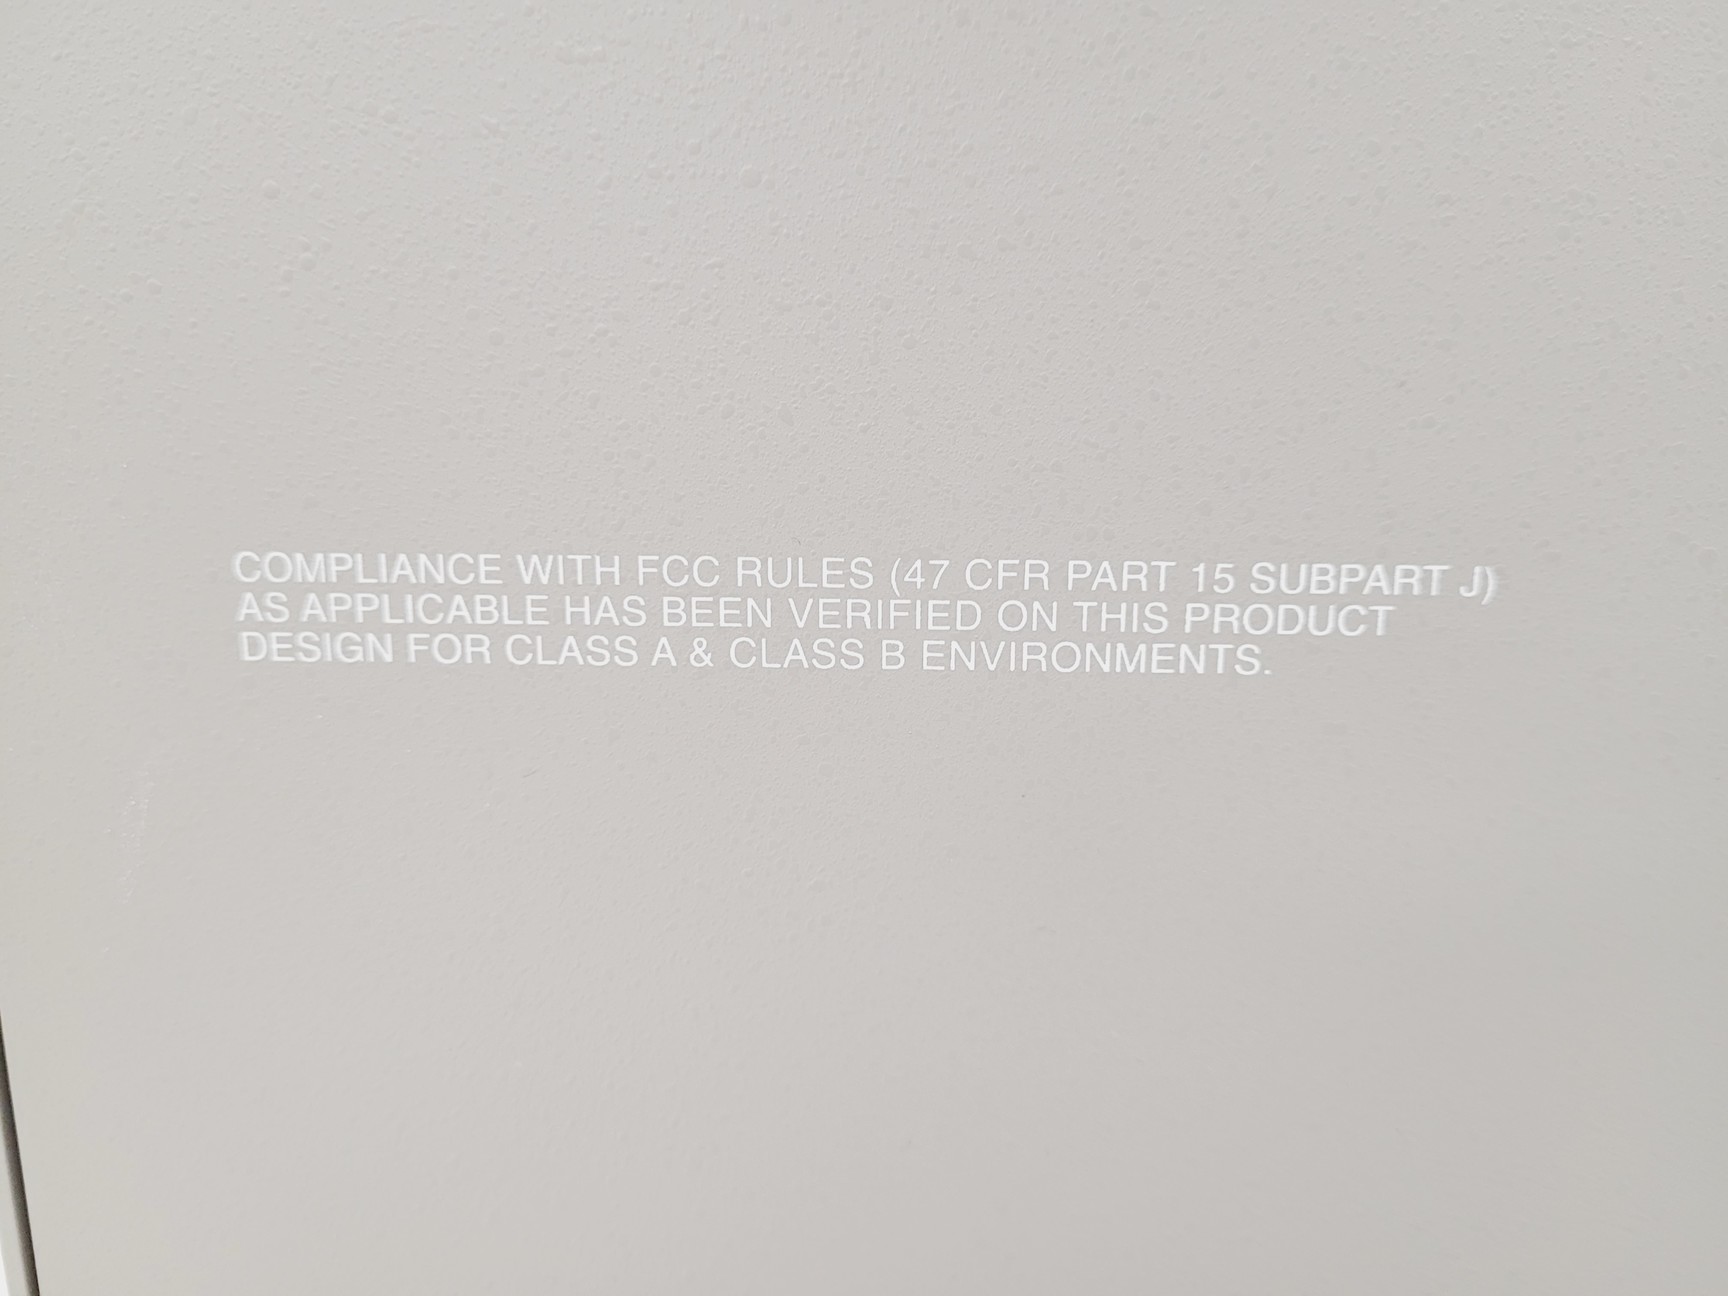 COMPLIANCE WITH FCC RULES (47 CFR PART 15 SUBPART J)
AS APPLICABLE HAS BEEN VERIFIED ON THIS PRODUCT
DESIGN FOR CLASS A & CLASS B ENVIRONMENTS.